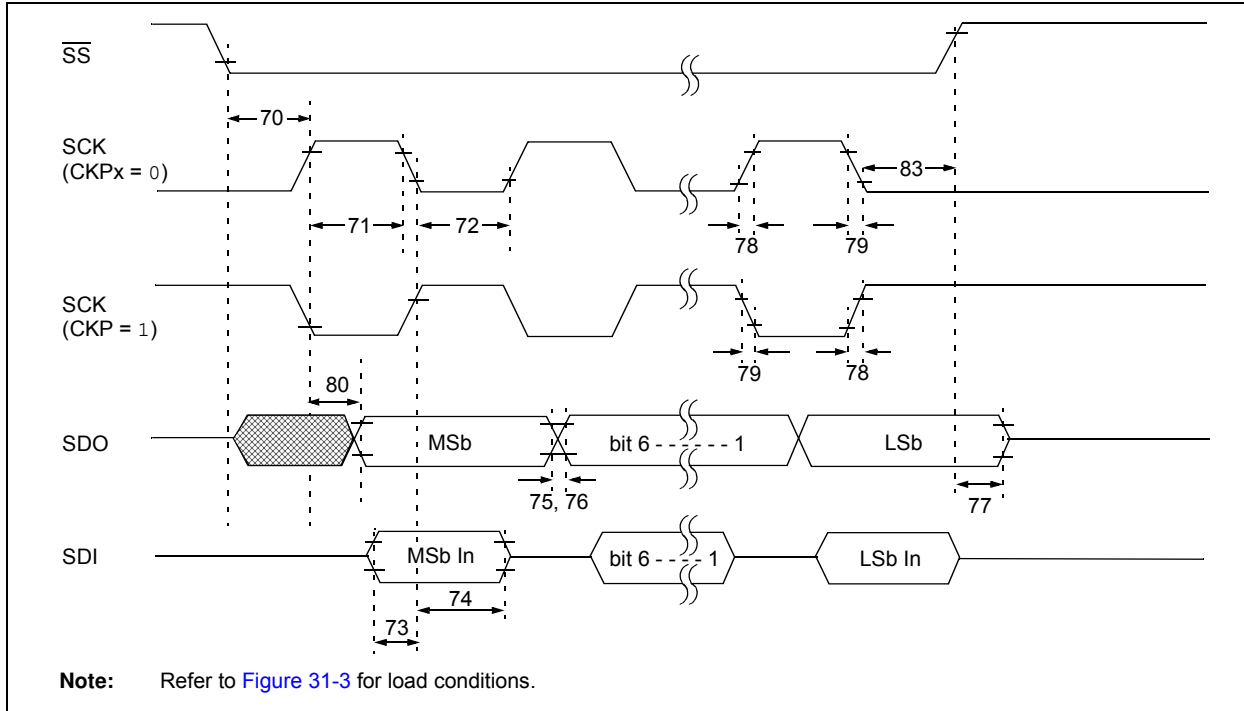 SS
70
SCK
(CKPx = 0)
83
71
72
78
79
SCK
(CKP = 1)
79
78
80
SDO
MSb
bit 6 - - - - - - 1
LSb
75, 76
77
SDI
MSb In
bit 6 - - - - 1
LSb In
74
73
Note: Refer to Figure 31-3 for load conditions.